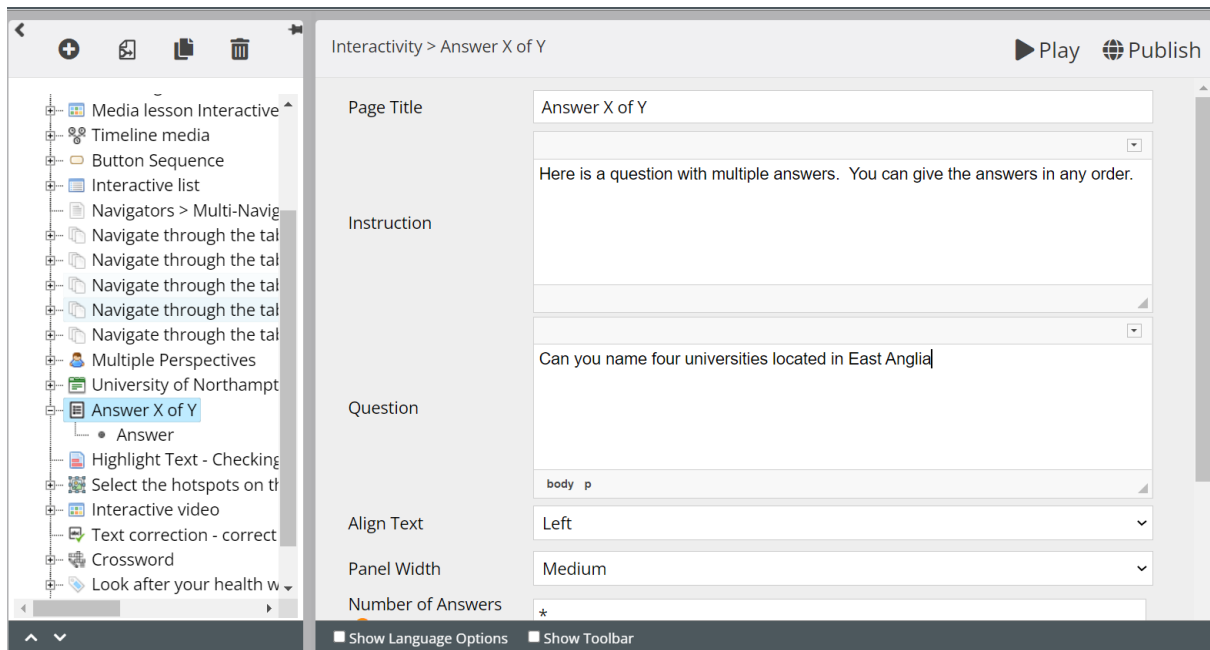 Interactivity > Answer X of Y
Play
Publish
Media lesson Interactive
Timeline media
Button Sequence
Interactive list
Navigators > Multi-Navig
Navigate through the tal
Navigate through the tal
Navigate through the tal
Navigate through the tal
Navigate through the tal
Multiple Perspectives
University of Northampt
Answer X of Y
Answer
Highlight Text - Checking
Select the hotspots on th
Interactive video
Text correction - correct
Crossword
Look after your health w
Page Title
Answer X of Y
Instruction
Here is a question with multiple answers.  You can give the answers in any order.
Question
Can you name four universities located in East Anglia
body p
Align Text
Left
Panel Width
Medium
Number of Answers
*
Show Language Options
Show Toolbar